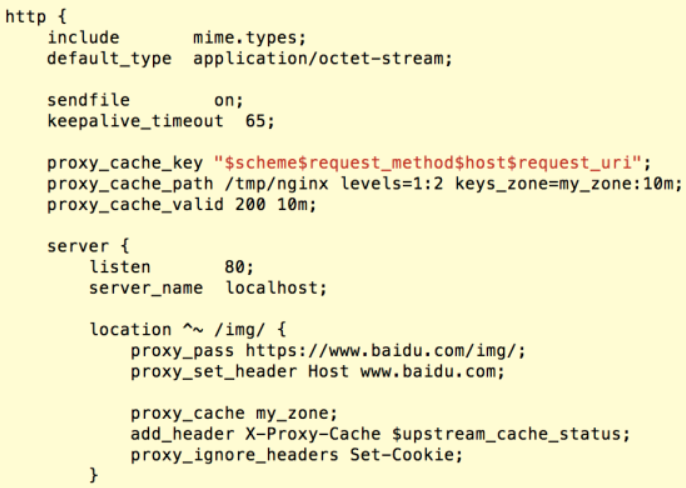 http {
    include       mime.types;
    default_type  application/octet-stream;

    sendfile        on;
    keepalive_timeout  65;

    proxy_cache_key "$scheme$request_method$host$request_uri";
    proxy_cache_path /tmp/nginx levels=1:2 keys_zone=my_zone:10m;
    proxy_cache_valid 200 10m;

    server {
        listen       80;
        server_name  localhost;

        location ^~ /img/ {
            proxy_pass https://www.baidu.com/img/;
            proxy_set_header Host www.baidu.com;

            proxy_cache my_zone;
            add_header X-Proxy-Cache $upstream_cache_status;
            proxy_ignore_headers Set-Cookie;
        }